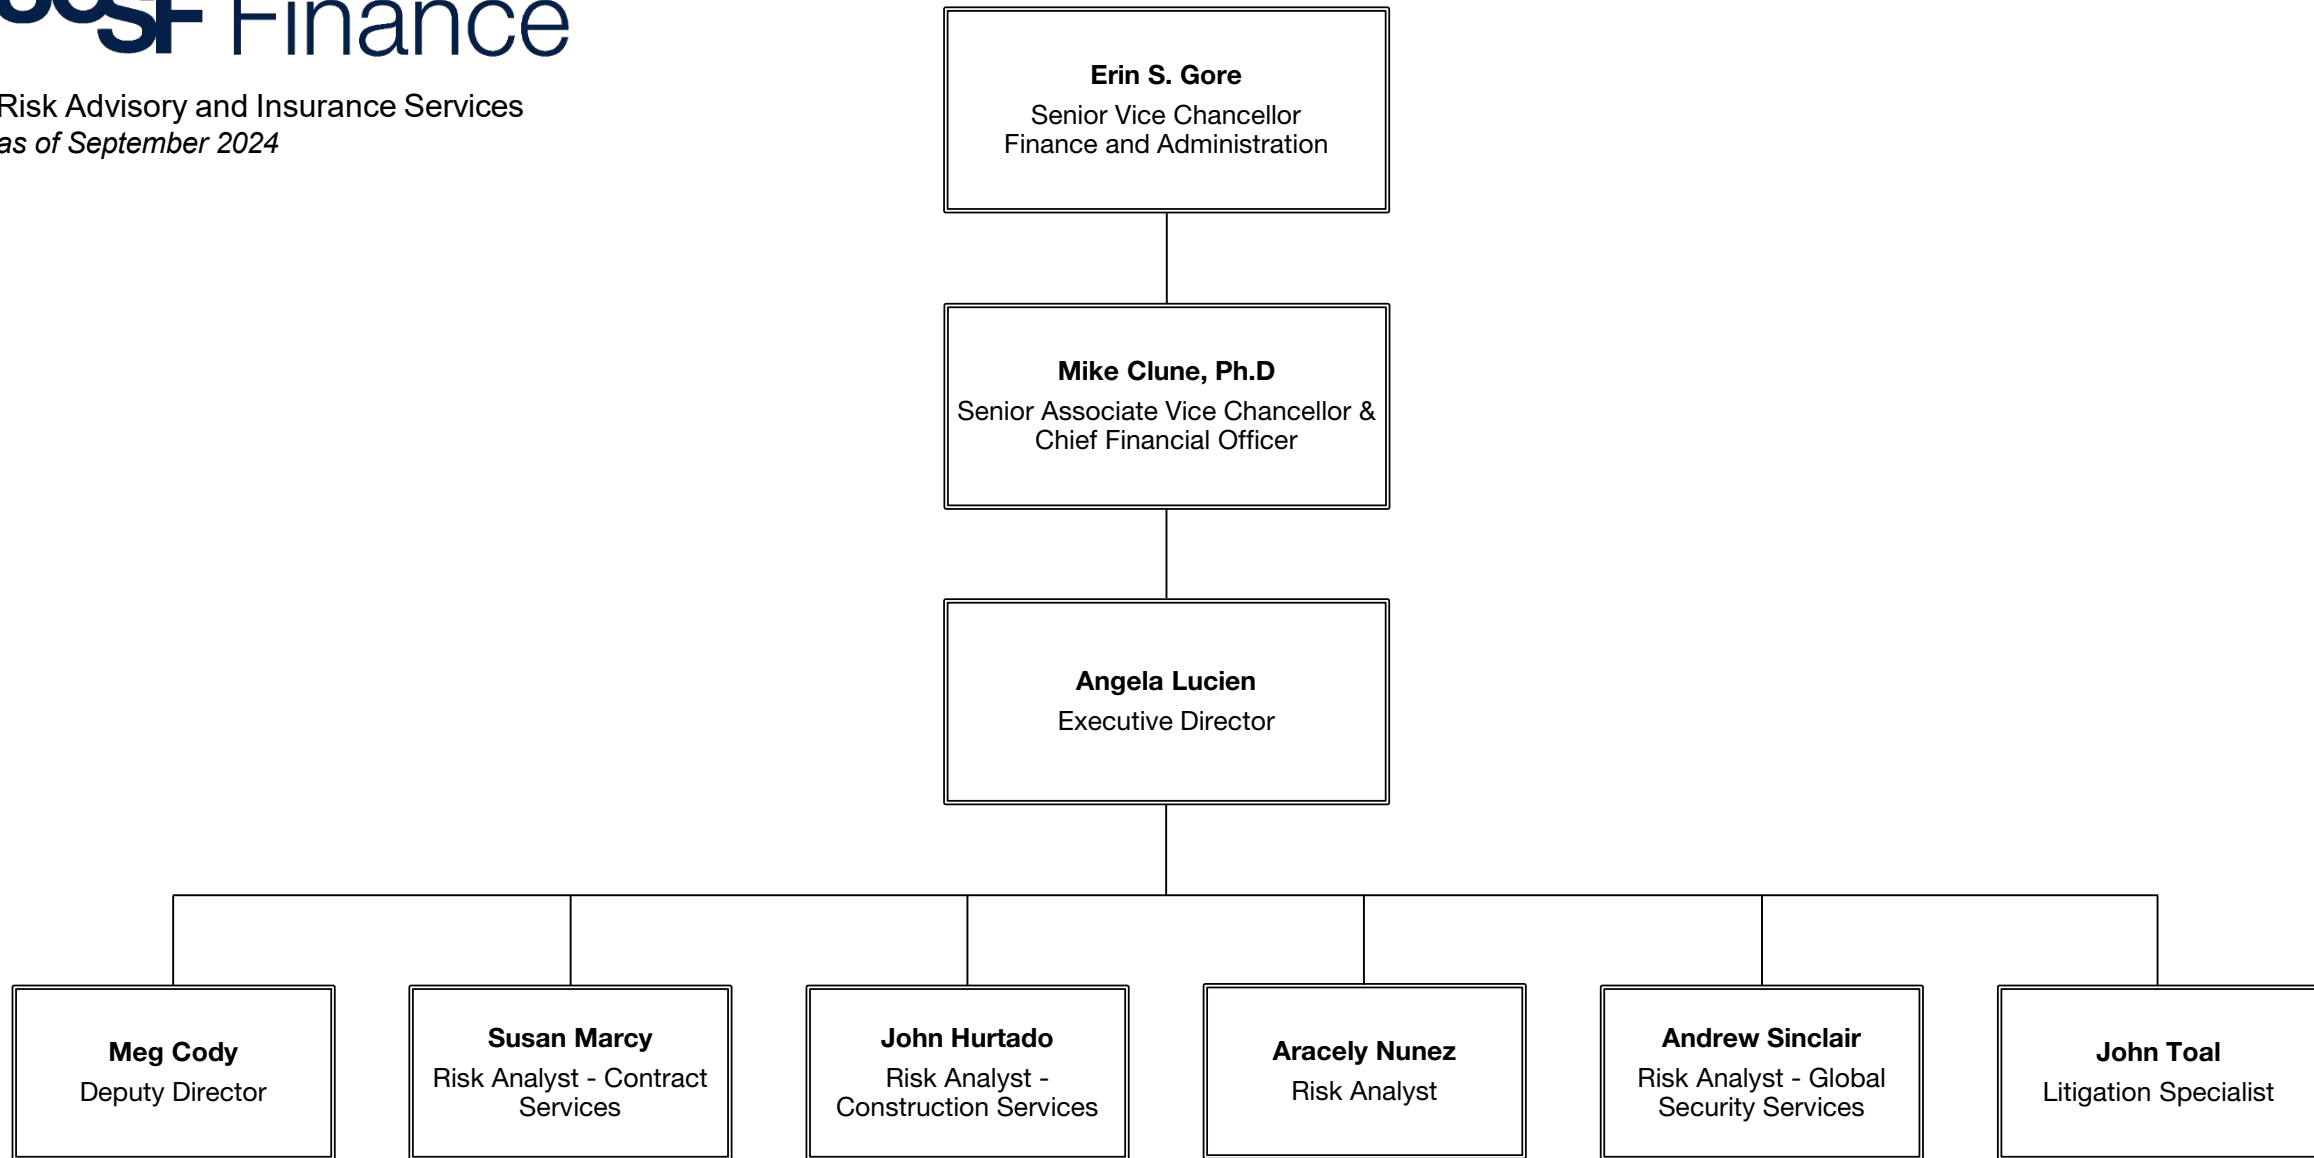 UCSF Finance
Risk Advisory and Insurance Services
as of September 2024
Erin S. Gore
Senior Vice Chancellor
Finance and Administration
Mike Clune, Ph.D
Senior Associate Vice Chancellor &
Chief Financial Officer
Angela Lucien
Executive Director
Meg Cody
Deputy Director
Susan Marcy
Risk Analyst - Contract
Services
John Hurtado
Risk Analyst -
Construction Services
Aracely Nunez
Risk Analyst
Andrew Sinclair
Risk Analyst - Global
Security Services
John Toal
Litigation Specialist